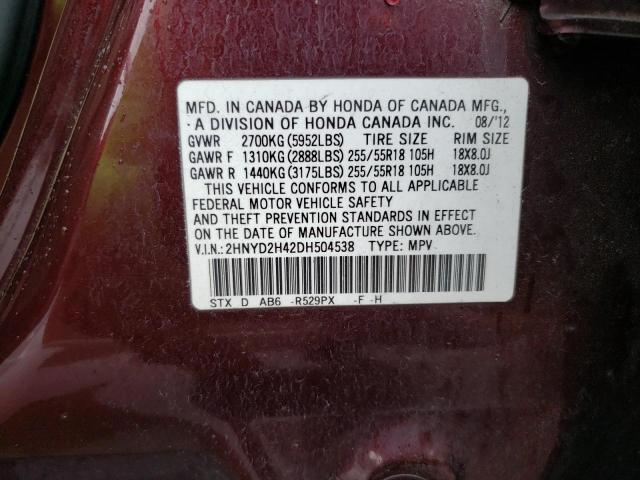 MFD. IN CANADA BY HONDA OF CANADA MFG.,
A DIVISION OF HONDA CANADA INC. 08/'12
GVWR 2700KG(5952LBS) TIRE SIZE RIM SIZE
GAWR F 1310KG(2888LBS) 255/55R18 105H 18X8.0J
GAWR R 1440KG(3175LBS) 255/55R18 105H 18X8.0J
THIS VEHICLE CONFORMS TO ALL APPLICABLE
FEDERAL MOTOR VEHICLE SAFETY
AND THEFT PREVENTION STANDARDS IN EFFECT
ON THE DATE OF MANUFACTURE SHOWN ABOVE.
V.I.N.: 2HNYD2H42DH504538 TYPE: MPV
STX D AB6 -R529PX -F -H